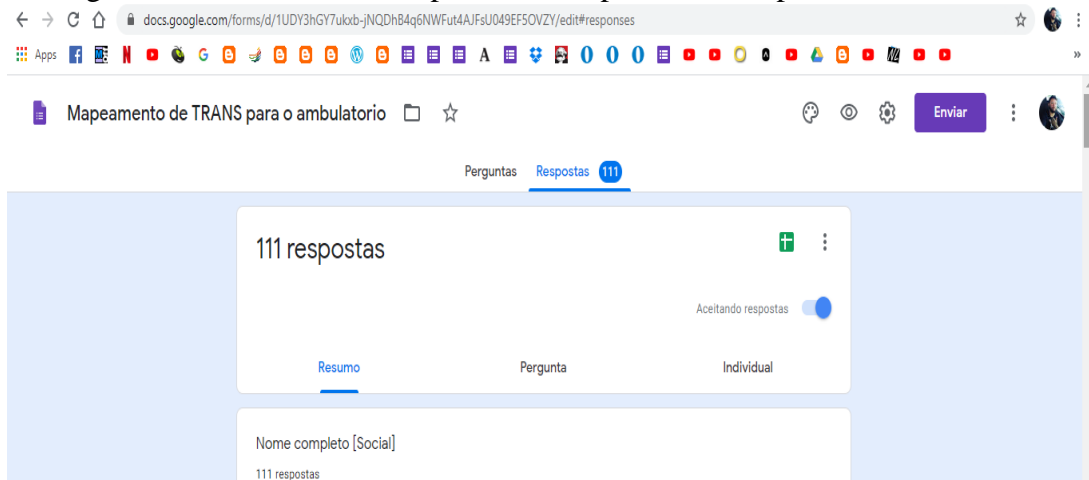 docs.google.com/forms/d/1UDY3hGY7ukxb-jNQDhB4q6NWFut4AJFsU049EF5OVZY/edit#responses
Apps
Mapeamento de TRANS para o ambulatorio
Enviar
Perguntas Respostas 111
111 respostas
Aceitando respostas
Resumo Pergunta Individual
Nome completo [Social]
111 respostas